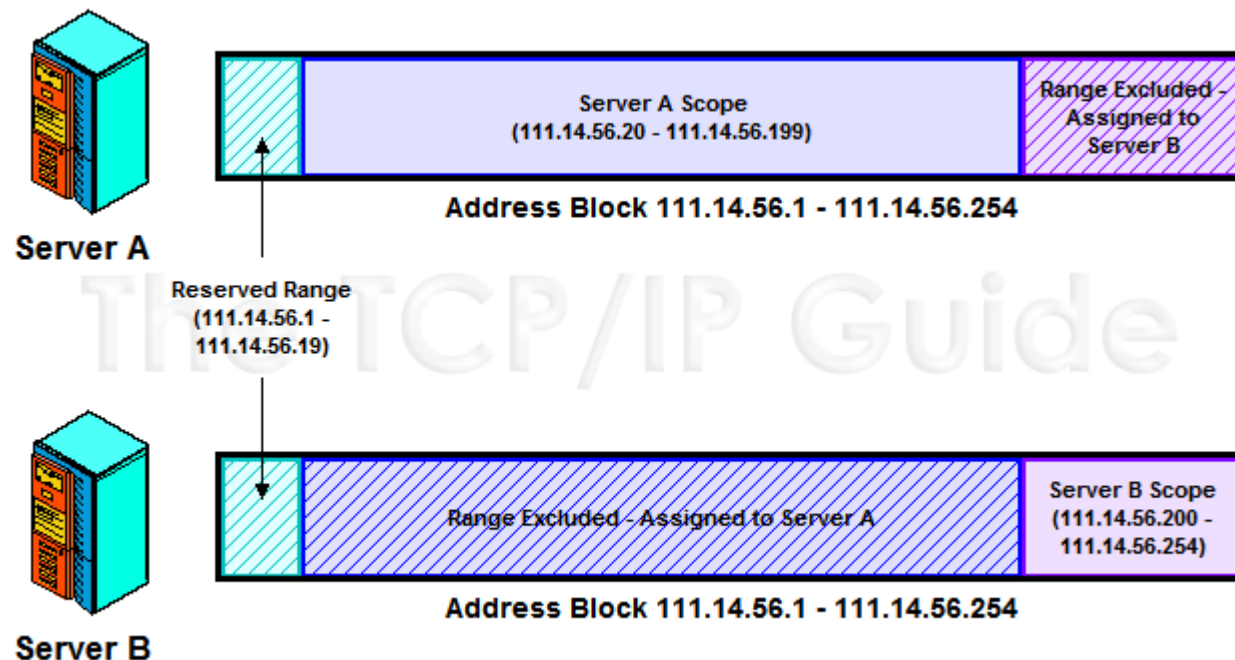 Server A Scope
(111.14.56.20 - 111.14.56.199)
Range Excluded -
Assigned to
Server B
Address Block 111.14.56.1 - 111.14.56.254
Server A
Reserved Range
(111.14.56.1 -
111.14.56.19)
The TCP/IP Guide
Range Excluded - Assigned to Server A
Server B Scope
(111.14.56.200 -
111.14.56.254)
Address Block 111.14.56.1 - 111.14.56.254
Server B